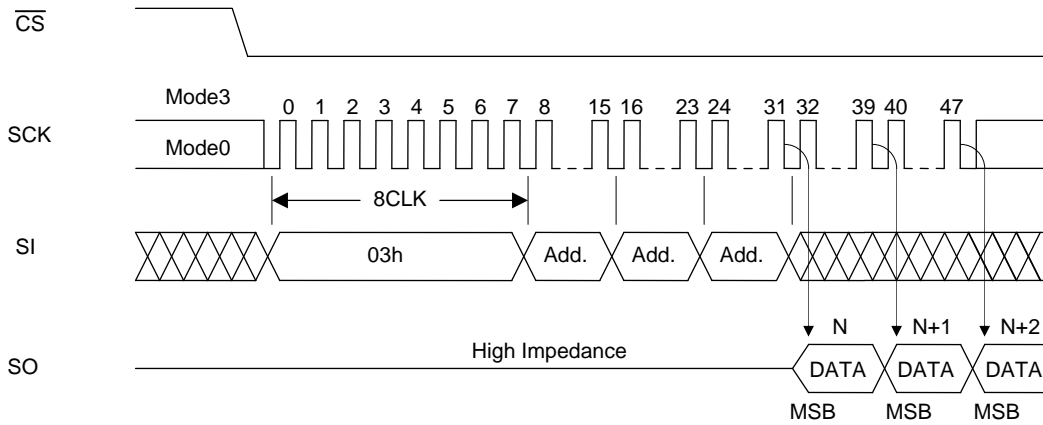 CS
Mode3
0 1 2 3 4 5 6 7 8 15 16 23 24 31 32 39 40 47
SCK
Mode0
8CLK
SI
03h Add. Add. Add.
N N+1 N+2
High Impedance
SO
DATA DATA DATA
MSB MSB MSB